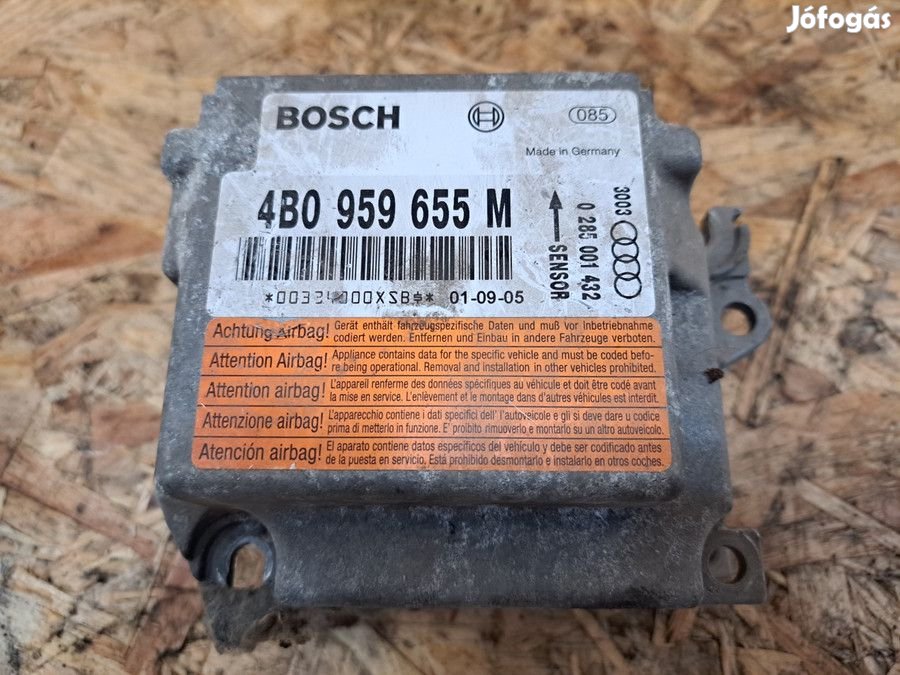 Jófogás
BOSCH
085
Made in Germany
4B0 959 655 M
SENSOR
0 285 001 432
3003
01-09-05
Achtung Airbag! Gerät enthält fahrzeugspezifische Daten und muß vor Inbetriebnahme
codiert werden. Entfernen und Einbau in andere Fahrzeuge verboten.
Attention Airbag! Appliance contains data for the specific vehicle and must be coded befo-
re being operational. Removal and installation in other vehicles prohibited.
Attention airbag! L'appareil renferme des données spécifiques au véhicule et doit être codé avant
la mise en service. L'enlèvement et le montage dans d'autres véhicules est interdit.
Attenzione airbag! L'apparecchio contiene i dati specifici dell' l'autoveicolo e gli si deve dare u codice
prima di metterlo in funzione. E' proibito rimuoverlo e montarlo su un altro autoveicolo.
Atención airbag! El aparato contiene datos específicos del vehículo y debe ser codificado antes
de la puesta en servicio. Está prohibido desmontarlo e instalarlo en otros coches.